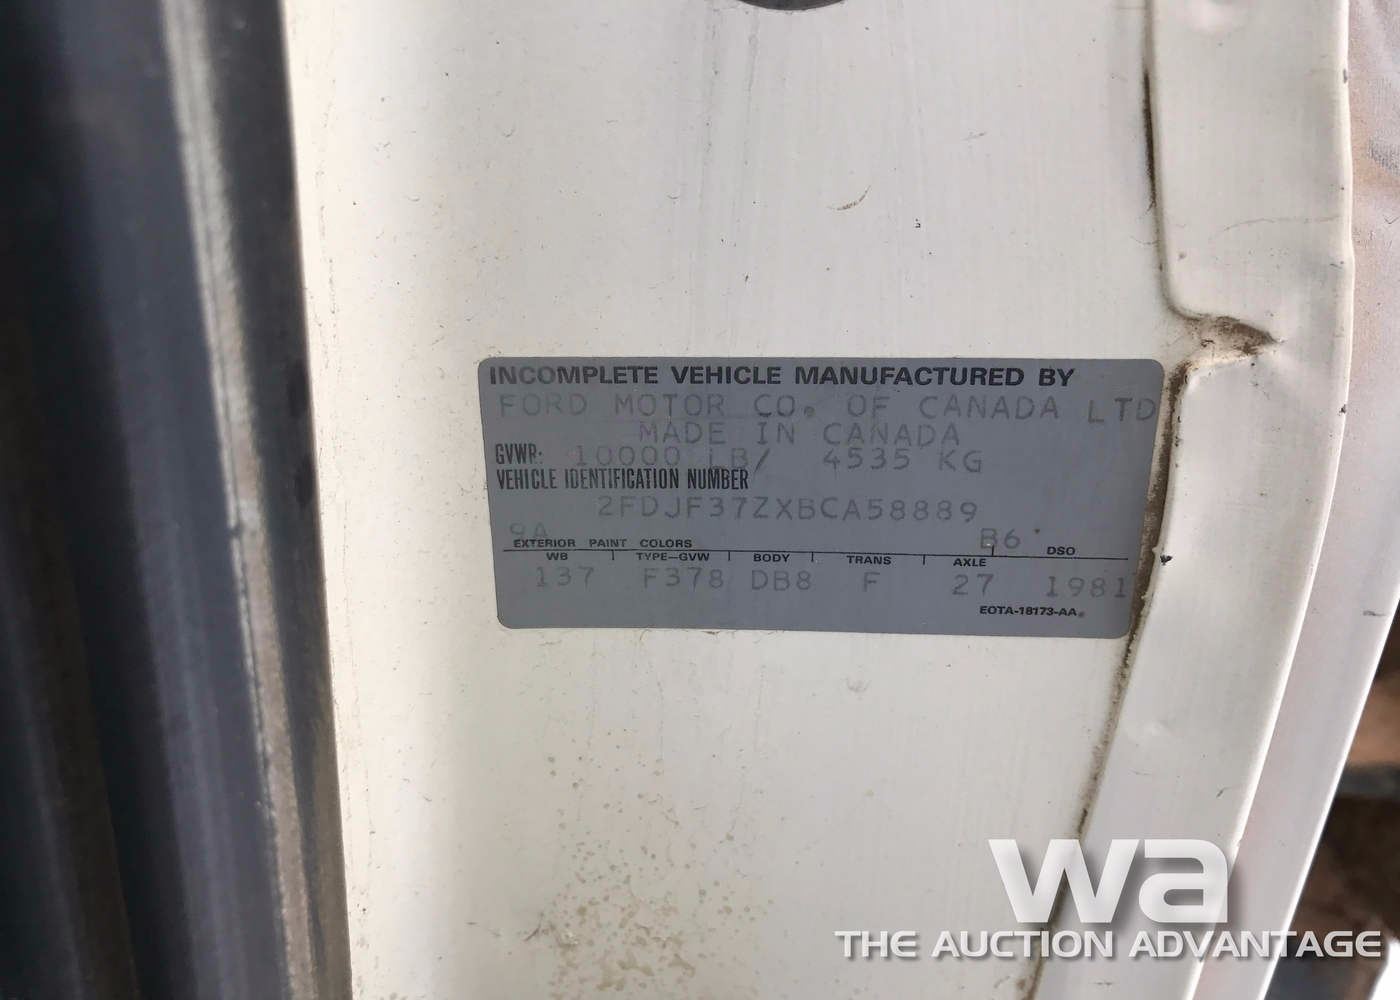 INCOMPLETE VEHICLE MANUFACTURED BY
FORD MOTOR CO. OF CANADA LTD
MADE IN CANADA
GVWR: 10000 LB/ 4535 KG
VEHICLE IDENTIFICATION NUMBER
2FDJF37ZXBCA58889
9A B6
EXTERIOR PAINT COLORS DSO
WB TYPE-GVW BODY TRANS AXLE
137 F378 DB8 F 27 1981
EOTA-18173-AA
wa
THE AUCTION ADVANTAGE